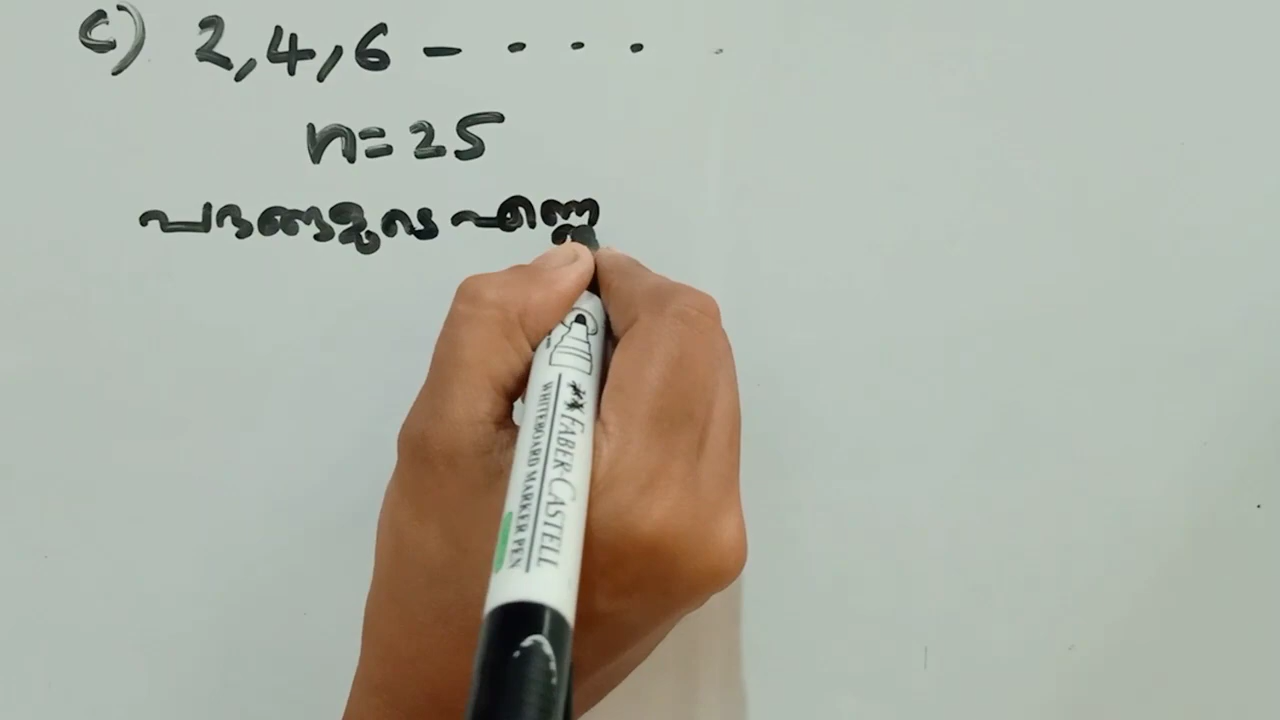 c) 2, 4, 6 - . . . .
n = 25
പദങ്ങളുടെ എണ്ണ
FABER-CASTELL
WHITEBOARD MARKER PEN